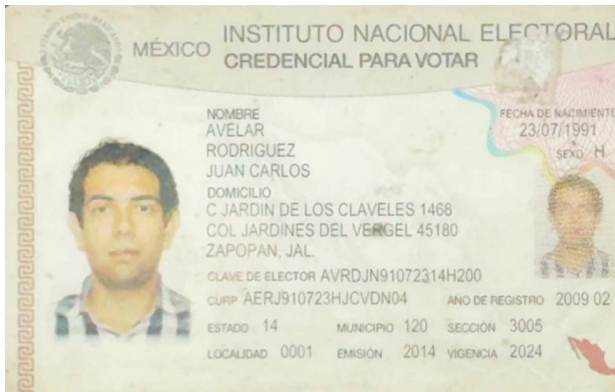 MÉXICO
INSTITUTO NACIONAL ELECTORAL
CREDENCIAL PARA VOTAR
NOMBRE
AVELAR
RODRIGUEZ
JUAN CARLOS
FECHA DE NACIMIENTO
23/07/1991
SEXO H
DOMICILIO
C JARDIN DE LOS CLAVELES 1468
COL JARDINES DEL VERGEL 45180
ZAPOPAN, JAL.
CLAVE DE ELECTOR AVRDJN91072314H200
CURP AERJ910723HJCVDN04 AÑO DE REGISTRO 2009 02
ESTADO 14 MUNICIPIO 120 SECCIÓN 3005
LOCALIDAD 0001 EMISIÓN 2014 VIGENCIA 2024